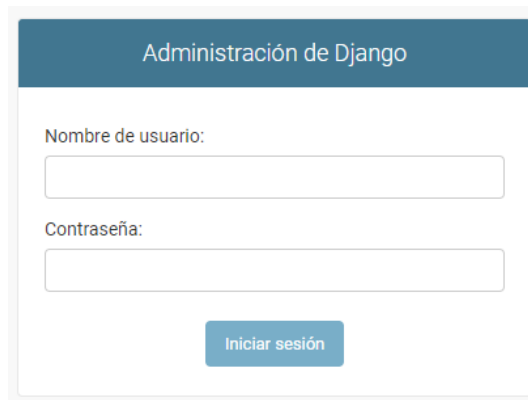 Administración de Django
Nombre de usuario:
Contraseña:
Iniciar sesión